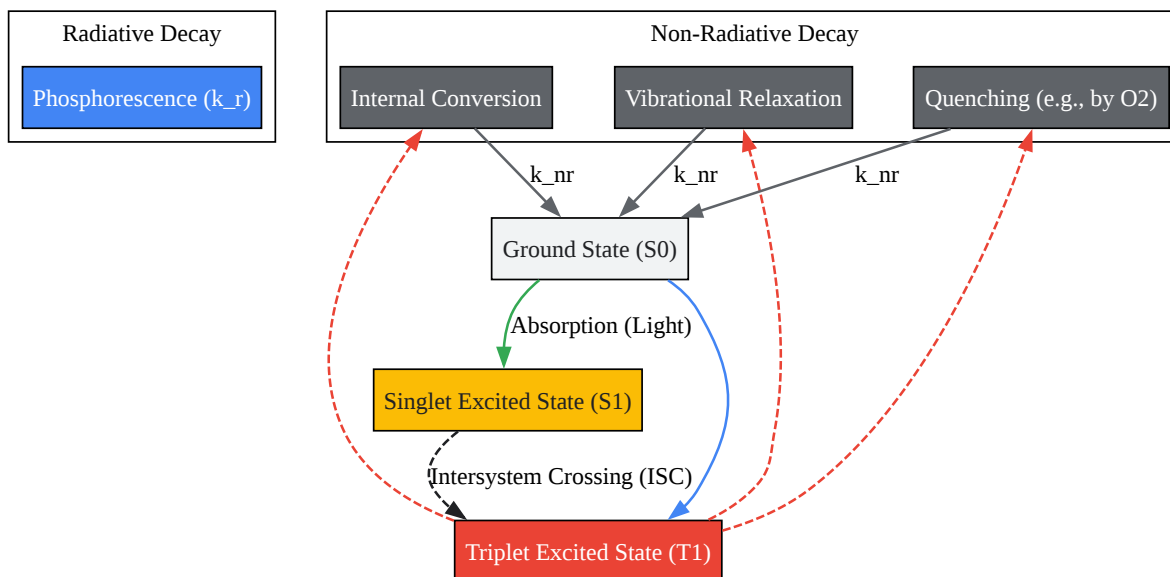 Radiative Decay
Non-Radiative Decay
Phosphorescence (k_r)
Internal Conversion
Vibrational Relaxation
Quenching (e.g., by O2)
k_nr
k_nr
k_nr
Ground State (S0)
Absorption (Light)
Singlet Excited State (S1)
Intersystem Crossing (ISC)
Triplet Excited State (T1)